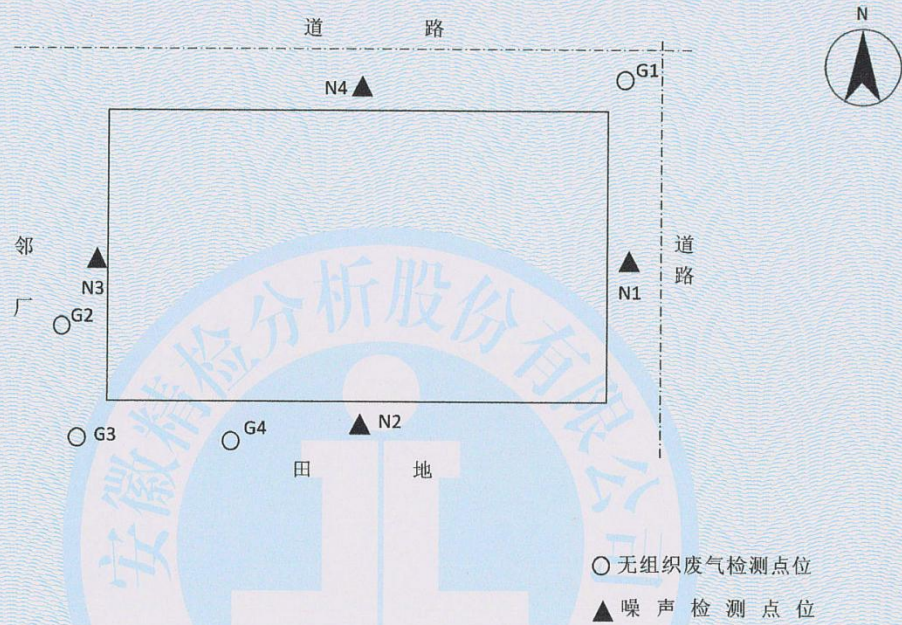 道 路
N
G1
N4
邻
厂
道
路
N3
N1
G2
G3
G4
N2
田 地
安徽精检分析股份有限公司
无组织废气检测点位
噪 声 检 测 点 位